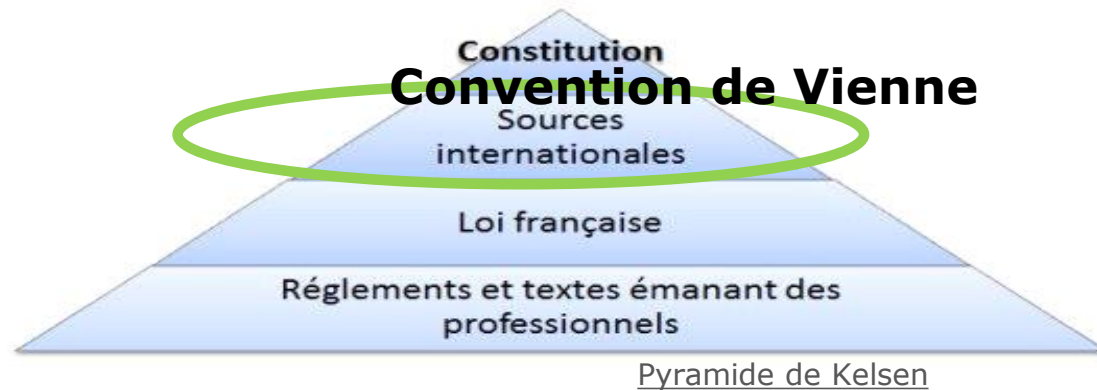 Constitution
Convention de Vienne
Sources
internationales
Loi française
Réglements et textes émanant des
professionnels
Pyramide de Kelsen